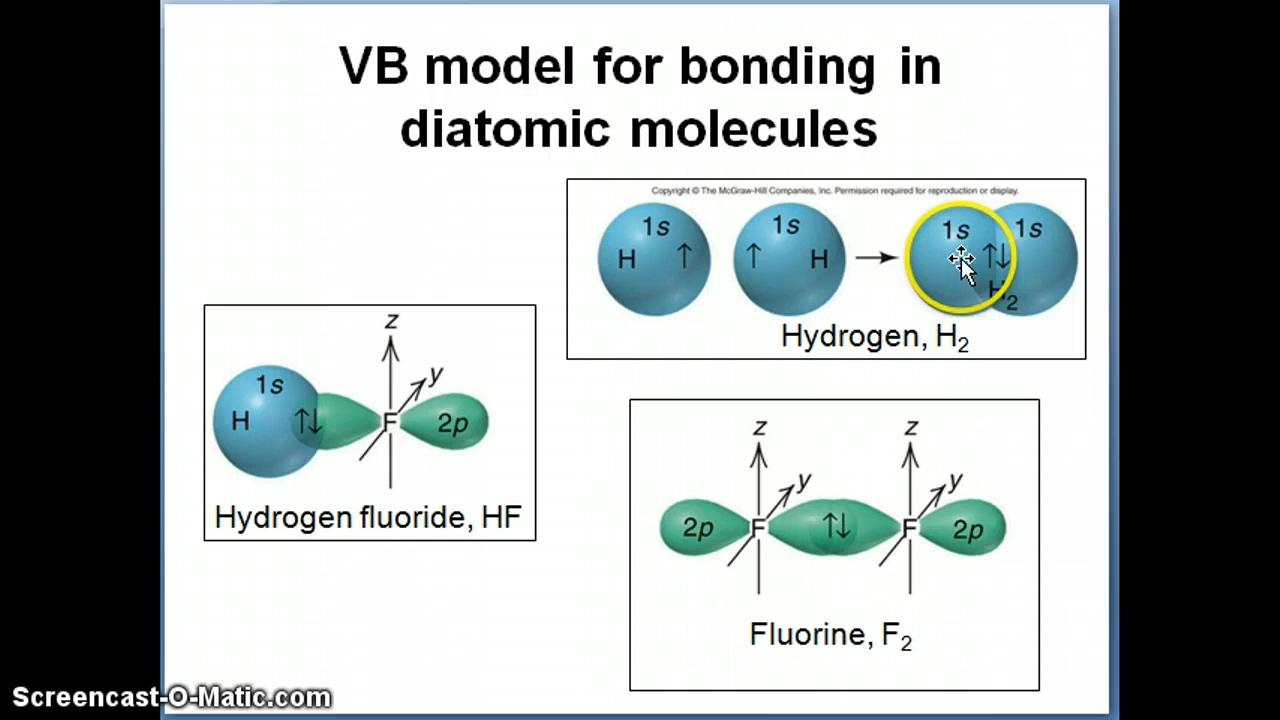 VB model for bonding in
diatomic molecules
Copyright © The McGraw-Hill Companies, Inc. Permission required for reproduction or display.
1s 1s 1s 1s
H ↑ ↑ H → ↑↓
H₂
Hydrogen, H₂
z
y
1s
H ↑↓ F 2p
Hydrogen fluoride, HF
z z
y y
2p F ↑↓ F 2p
Fluorine, F₂
Screencast-O-Matic.com